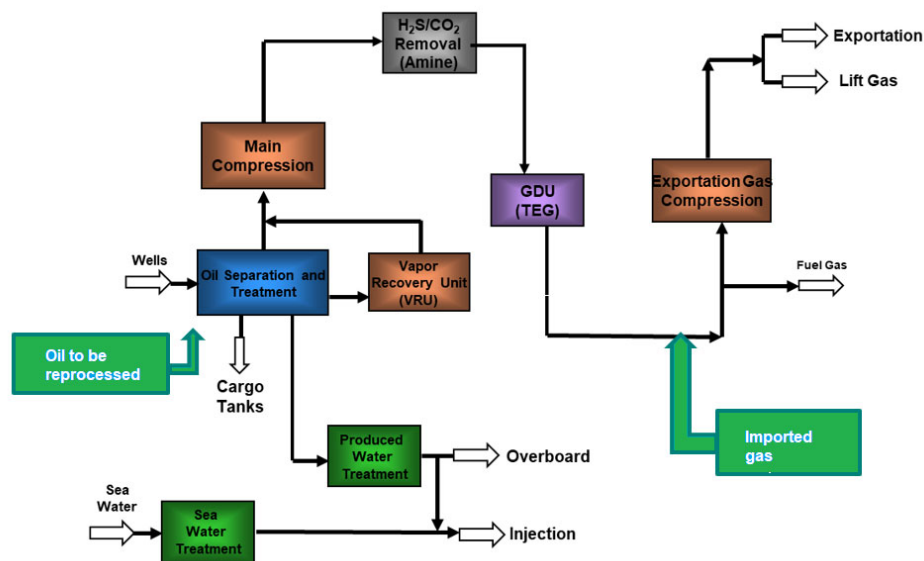 H₂S/CO₂
Removal
(Amine)
Exportation
Lift Gas
Main
Compression
GDU
(TEG)
Exportation Gas
Compression
Wells
Oil Separation and
Treatment
Vapor
Recovery Unit
(VRU)
Fuel Gas
Oil to be
reprocessed
Cargo
Tanks
Produced
Water
Treatment
Overboard
Imported
gas
Sea
Water
Sea
Water
Treatment
Injection